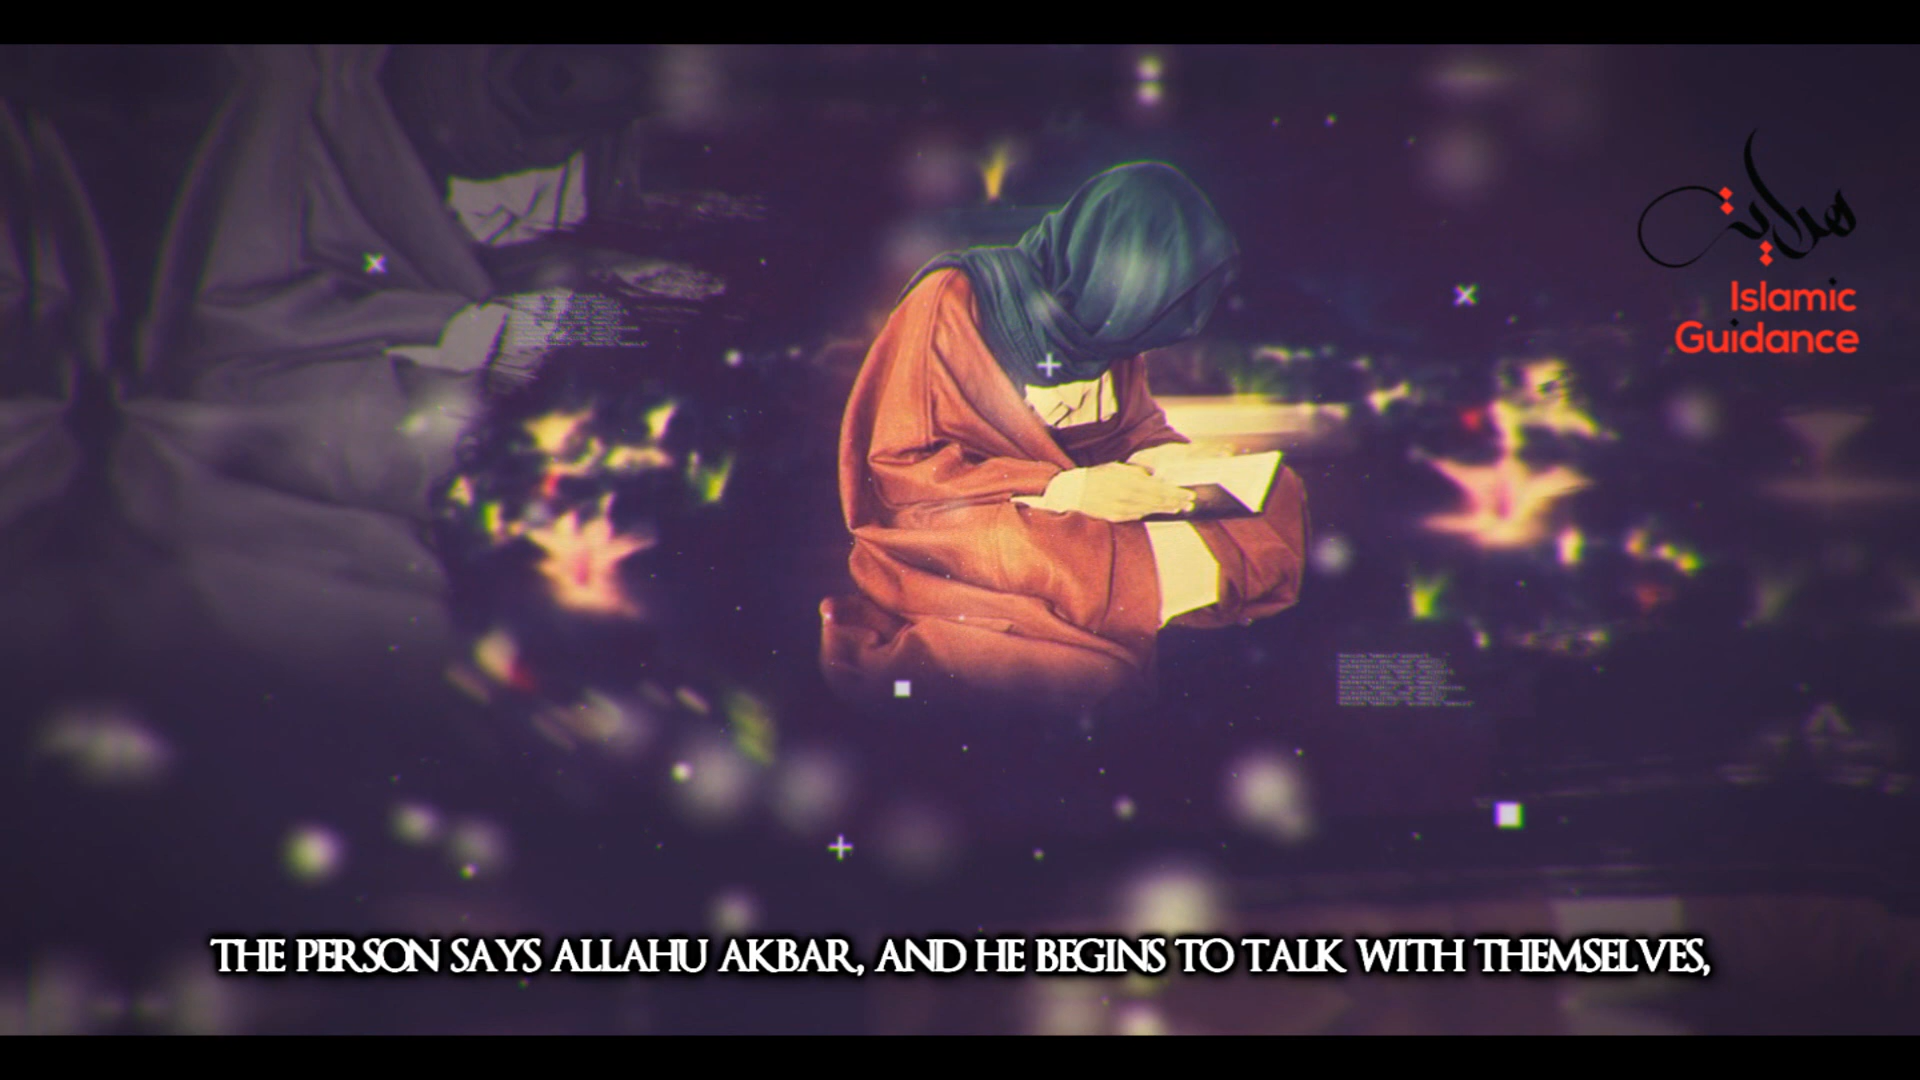 هداية
Islamic
Guidance
THE PERSON SAYS ALLAHU AKBAR, AND HE BEGINS TO TALK WITH THEMSELVES,